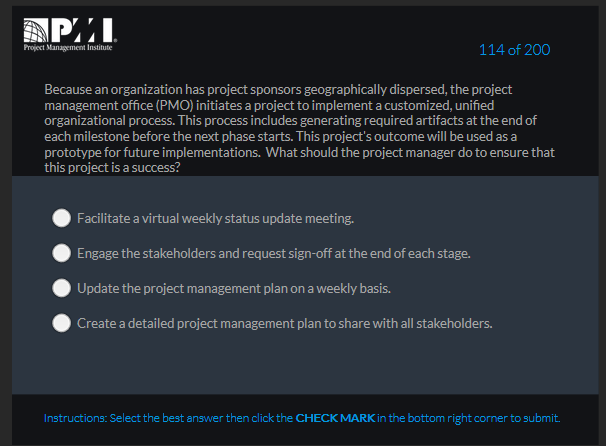 PMI
Project Management Institute
114 of 200
Because an organization has project sponsors geographically dispersed, the project
management office (PMO) initiates a project to implement a customized, unified
organizational process. This process includes generating required artifacts at the end of
each milestone before the next phase starts. This project's outcome will be used as a
prototype for future implementations. What should the project manager do to ensure that
this project is a success?
Facilitate a virtual weekly status update meeting.
Engage the stakeholders and request sign-off at the end of each stage.
Update the project management plan on a weekly basis.
Create a detailed project management plan to share with all stakeholders.
Instructions: Select the best answer then click the CHECK MARK in the bottom right corner to submit.